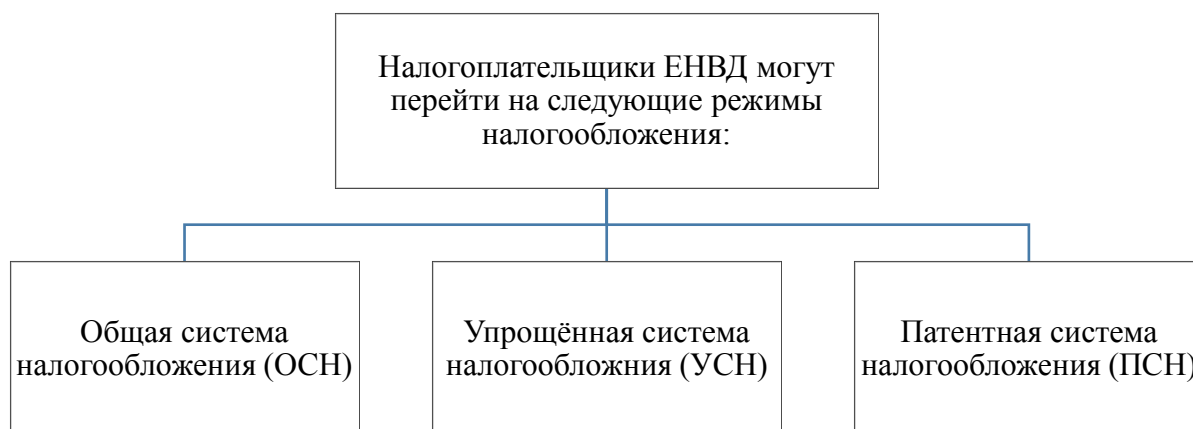 Налогоплательщики ЕНВД могут
перейти на следующие режимы
налогообложения:
Общая система
налогообложения (ОСН)
Упрощённая система
налогообложния (УСН)
Патентная система
налогообложения (ПСН)